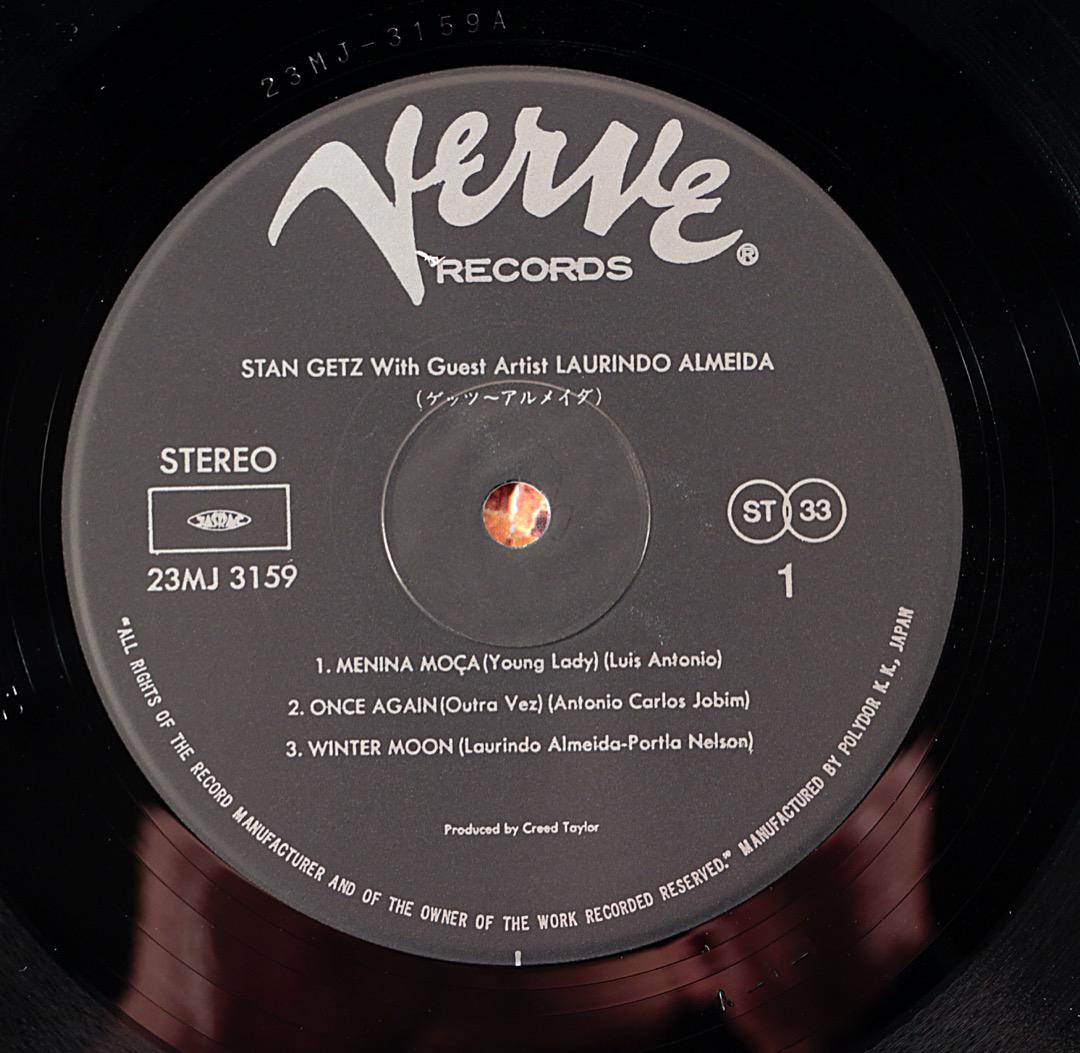 23MJ-3159A
Verve
RECORDS ®
STAN GETZ With Guest Artist LAURINDO ALMEIDA
(ゲッツ~アルメイダ)
STEREO
JASRAC
23MJ 3159
ST 33
1
1. MENINA MOÇA (Young Lady) (Luis Antonio)
2. ONCE AGAIN (Outra Vez) (Antonio Carlos Jobim)
3. WINTER MOON (Laurindo Almeida-Portia Nelson)
Produced by Creed Taylor
"ALL RIGHTS OF THE RECORD MANUFACTURER AND OF THE OWNER OF THE WORK RECORDED RESERVED." MANUFACTURED BY POLYDOR K. K., JAPAN